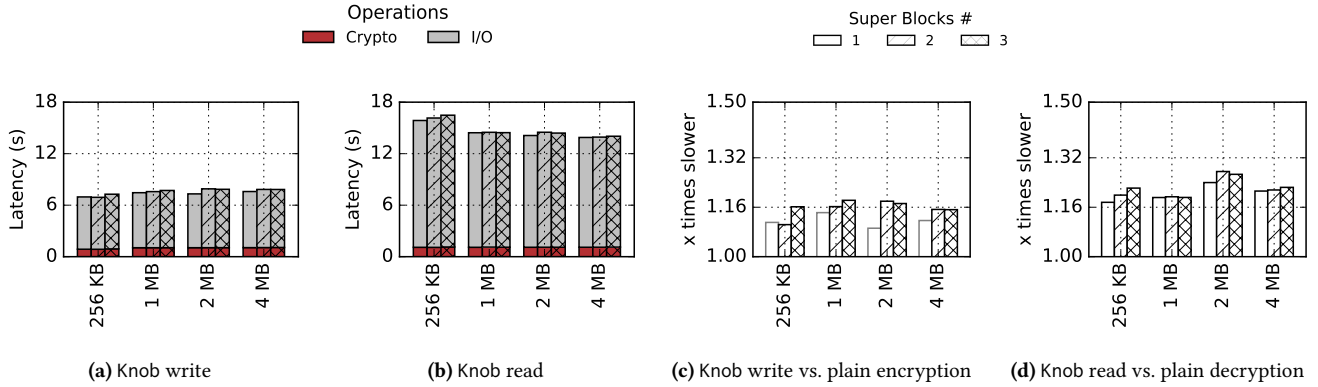 Operations
Crypto I/O
Super Blocks #
1 2 3
Latency (s)
18
12
6
0
256 KB
1 MB
2 MB
4 MB
(a) Knob write
Latency (s)
18
12
6
0
256 KB
1 MB
2 MB
4 MB
(b) Knob read
x times slower
1.50
1.32
1.16
1.00
256 KB
1 MB
2 MB
4 MB
(c) Knob write vs. plain encryption
x times slower
1.50
1.32
1.16
1.00
256 KB
1 MB
2 MB
4 MB
(d) Knob read vs. plain decryption